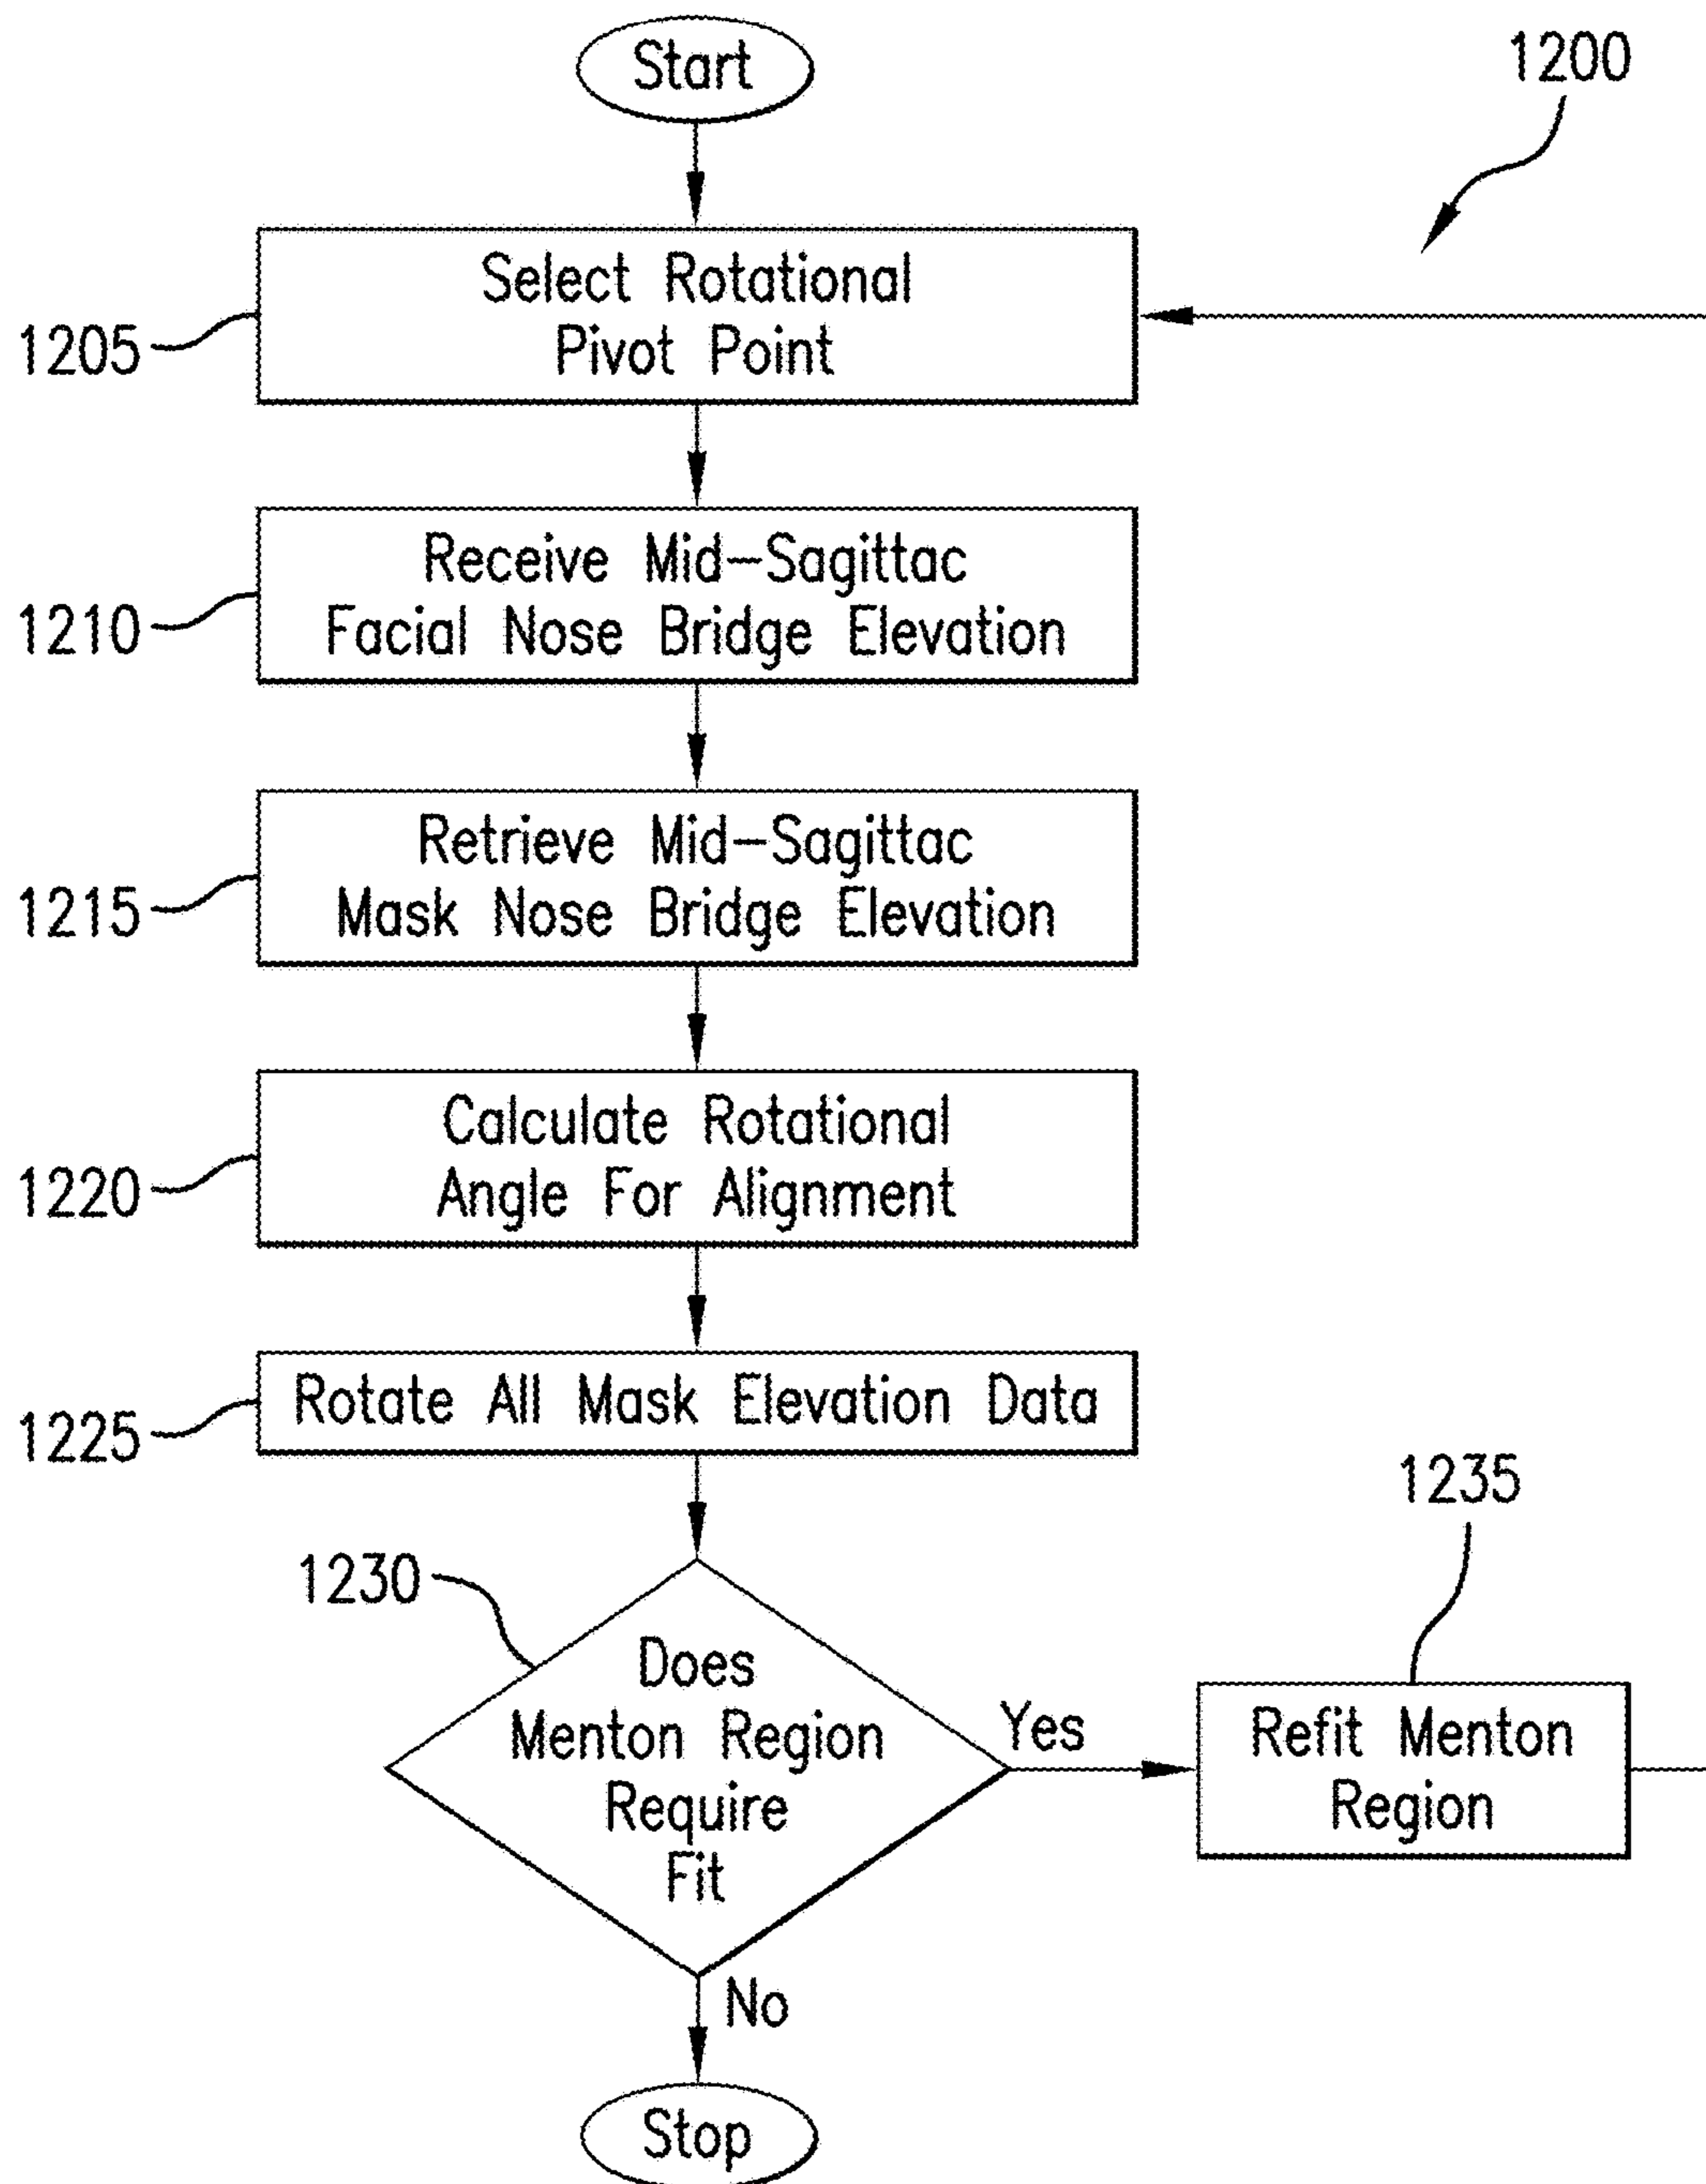 Start
1200
Select Rotational
Pivot Point
1205
Receive Mid-Sagittac
Facial Nose Bridge Elevation
1210
Retrieve Mid-Sagittac
Mask Nose Bridge Elevation
1215
Calculate Rotational
Angle For Alignment
1220
Rotate All Mask Elevation Data
1225
1235
1230
Does
Menton Region
Require
Fit
Yes
Refit Menton
Region
No
Stop